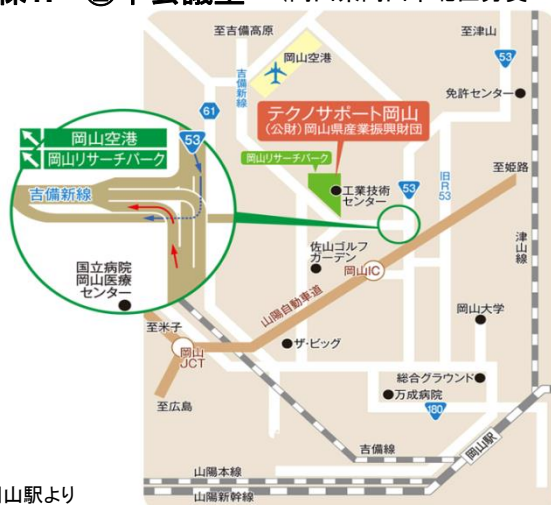 中会議室
至吉備高原
至津山
岡山空港
53
吉備新線
免許センター
61
テクノサポート岡山
(公財)岡山県産業振興財団
岡山空港
岡山リサーチパーク
53
岡山リサーチパーク
至姫路
工業技術
センター
53
旧R53
吉備新線
佐山ゴルフ
ガーデン
津山線
国立病院
岡山医療
センター
岡山IC
山陽自動車道
岡山大学
至米子
ザ・ビッグ
岡山
JCT
総合グラウンド
万成病院
至広島
180
岡山駅
吉備線
山陽本線
山陽新幹線
山駅より